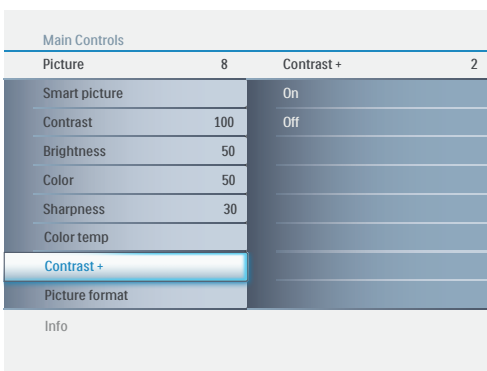 Main Controls
Picture 8 Contrast + 2
Smart picture On
Contrast 100 Off
Brightness 50
Color 50
Sharpness 30
Color temp
Contrast +
Picture format
Info